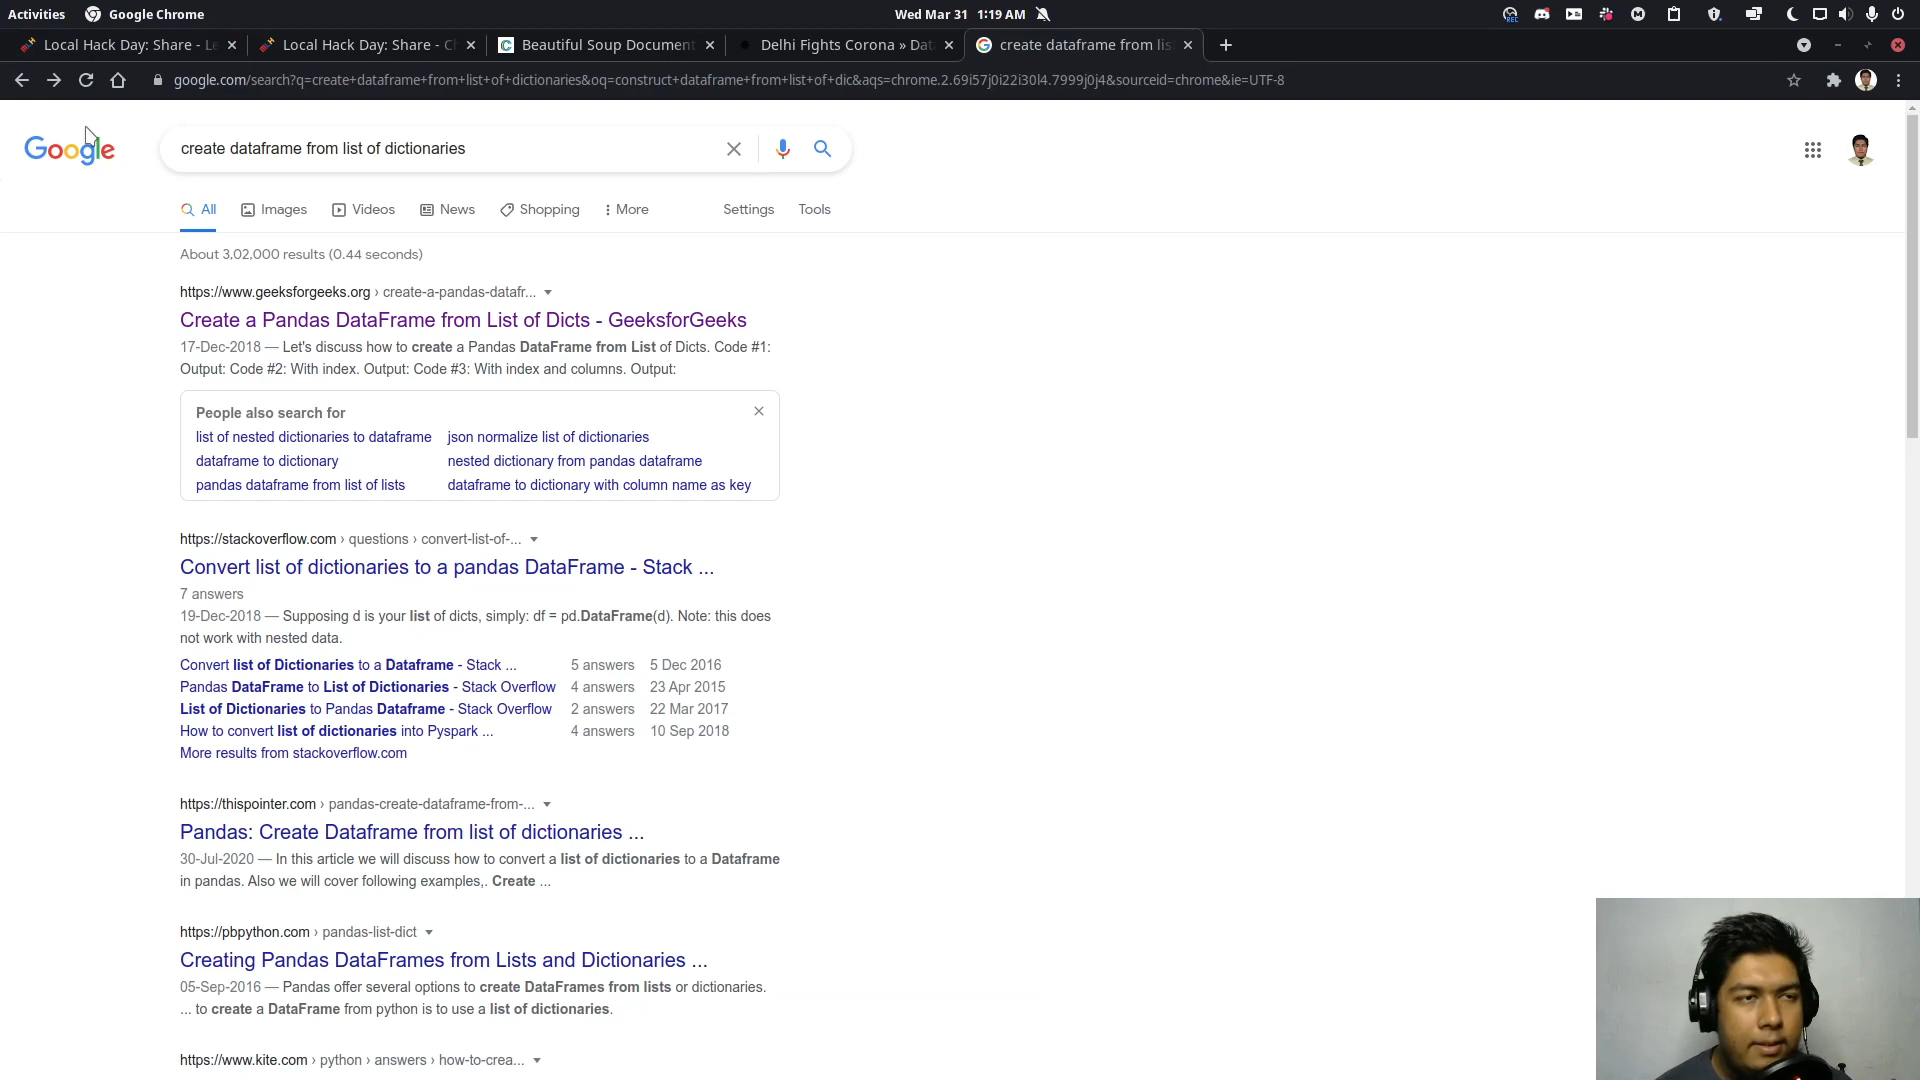 Activities
Google Chrome
Wed Mar 31 1:19 AM
REC
Local Hack Day: Share - Le
Local Hack Day: Share - Ch
Beautiful Soup Document
Delhi Fights Corona » Data
create dataframe from lis
google.com/search?q=create+dataframe+from+list+of+dictionaries&oq=construct+dataframe+from+list+of+dic&aqs=chrome.2.69i57j0i22i30l4.7999j0j4&sourceid=chrome&ie=UTF-8
Google
create dataframe from list of dictionaries
All
Images
Videos
News
Shopping
More
Settings
Tools
About 3,02,000 results (0.44 seconds)
https://www.geeksforgeeks.org › create-a-pandas-datafr...
Create a Pandas DataFrame from List of Dicts - GeeksforGeeks
17-Dec-2018 — Let's discuss how to create a Pandas DataFrame from List of Dicts. Code #1:
Output: Code #2: With index. Output: Code #3: With index and columns. Output:
People also search for
list of nested dictionaries to dataframe
json normalize list of dictionaries
dataframe to dictionary
nested dictionary from pandas dataframe
pandas dataframe from list of lists
dataframe to dictionary with column name as key
https://stackoverflow.com › questions › convert-list-of-...
Convert list of dictionaries to a pandas DataFrame - Stack ...
7 answers
19-Dec-2018 — Supposing d is your list of dicts, simply: df = pd.DataFrame(d). Note: this does
not work with nested data.
Convert list of Dictionaries to a Dataframe - Stack ... 5 answers 5 Dec 2016
Pandas DataFrame to List of Dictionaries - Stack Overflow 4 answers 23 Apr 2015
List of Dictionaries to Pandas Dataframe - Stack Overflow 2 answers 22 Mar 2017
How to convert list of dictionaries into Pyspark ... 4 answers 10 Sep 2018
More results from stackoverflow.com
https://thispointer.com › pandas-create-dataframe-from-...
Pandas: Create Dataframe from list of dictionaries ...
30-Jul-2020 — In this article we will discuss how to convert a list of dictionaries to a Dataframe
in pandas. Also we will cover following examples,. Create ...
https://pbpython.com › pandas-list-dict
Creating Pandas DataFrames from Lists and Dictionaries ...
05-Sep-2016 — Pandas offer several options to create DataFrames from lists or dictionaries.
... to create a DataFrame from python is to use a list of dictionaries.
https://www.kite.com › python › answers › how-to-crea...